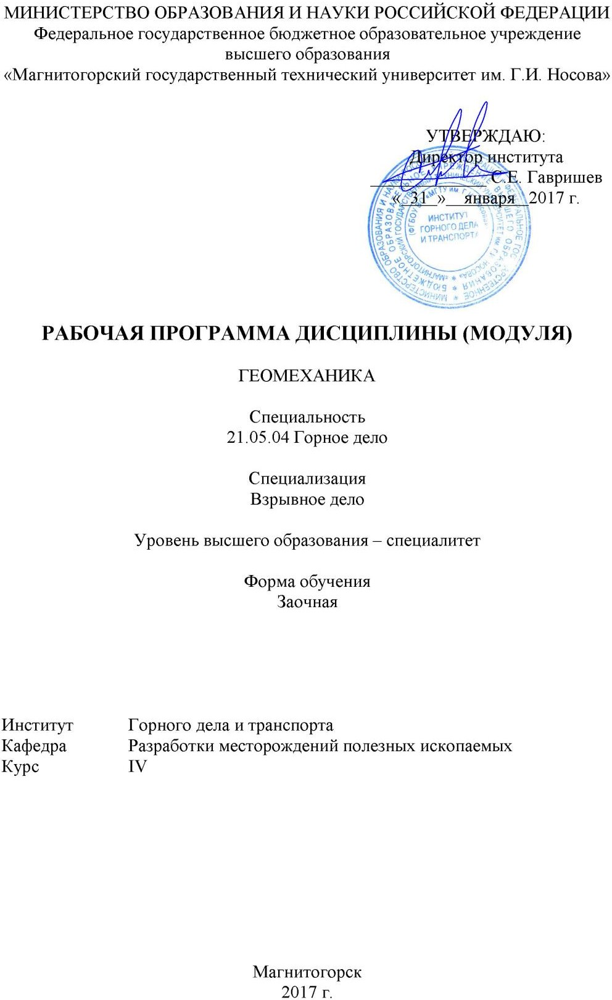 МИНИСТЕРСТВО ОБРАЗОВАНИЯ И НАУКИ РОССИЙСКОЙ ФЕДЕРАЦИИ
Федеральное государственное бюджетное образовательное учреждение
высшего образования
«Магнитогорский государственный технический университет им. Г.И. Носова»
УТВЕРЖДАЮ:
Директор института
С.Е. Гавришев
«31» января 2017 г.
ИНСТИТУТ
ГОРНОГО ДЕЛА
И ТРАНСПОРТА
РАБОЧАЯ ПРОГРАММА ДИСЦИПЛИНЫ (МОДУЛЯ)
ГЕОМЕХАНИКА
Специальность
21.05.04 Горное дело
Специализация
Взрывное дело
Уровень высшего образования – специалитет
Форма обучения
Заочная
Институт Горного дела и транспорта
Кафедра Разработки месторождений полезных ископаемых
Курс IV
Магнитогорск
2017 г.